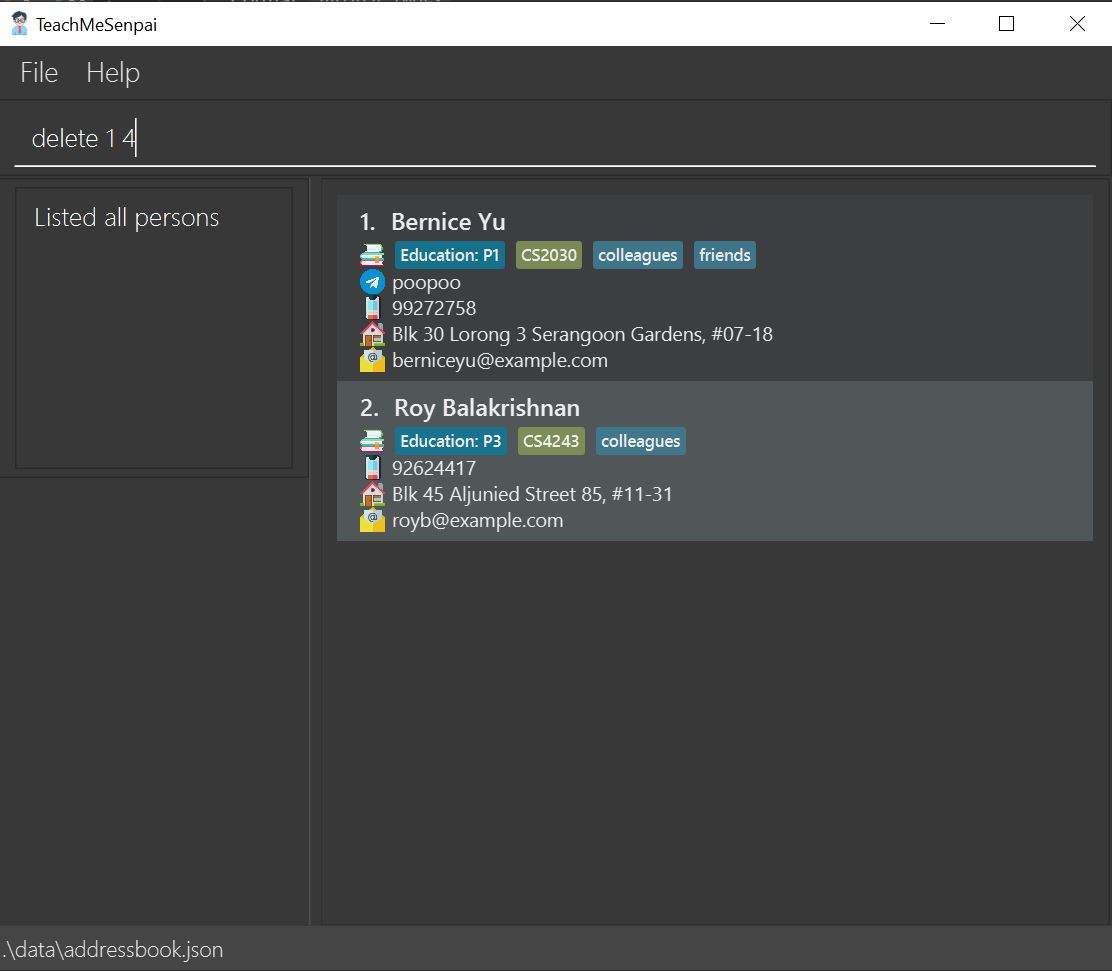 TeachMeSenpai
File Help
delete 1 4
Listed all persons
1. Bernice Yu
Education: P1 CS2030 colleagues friends
poopoo
99272758
Blk 30 Lorong 3 Serangoon Gardens, #07-18
berniceyu@example.com
2. Roy Balakrishnan
Education: P3 CS4243 colleagues
92624417
Blk 45 Aljunied Street 85, #11-31
royb@example.com
.\data\addressbook.json